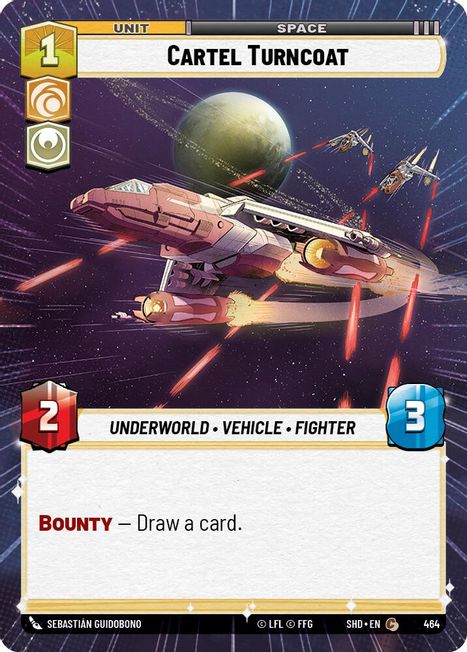 UNIT SPACE
1 CARTEL TURNCOAT
2 UNDERWORLD • VEHICLE • FIGHTER 3
BOUNTY — Draw a card.
SEBASTIÁN GUIDOBONO © LFL © FFG SHD • EN C 464